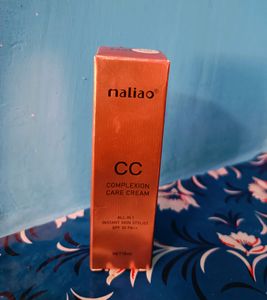 maliao®
CC
COMPLEXION
CARE CREAM
ALL IN 1
INSTANT SKIN STYLIST
SPF 30 PA++